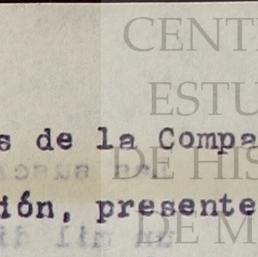 s de la Compa
ión, presente
CENT
ESTU
DE HIS
DE M